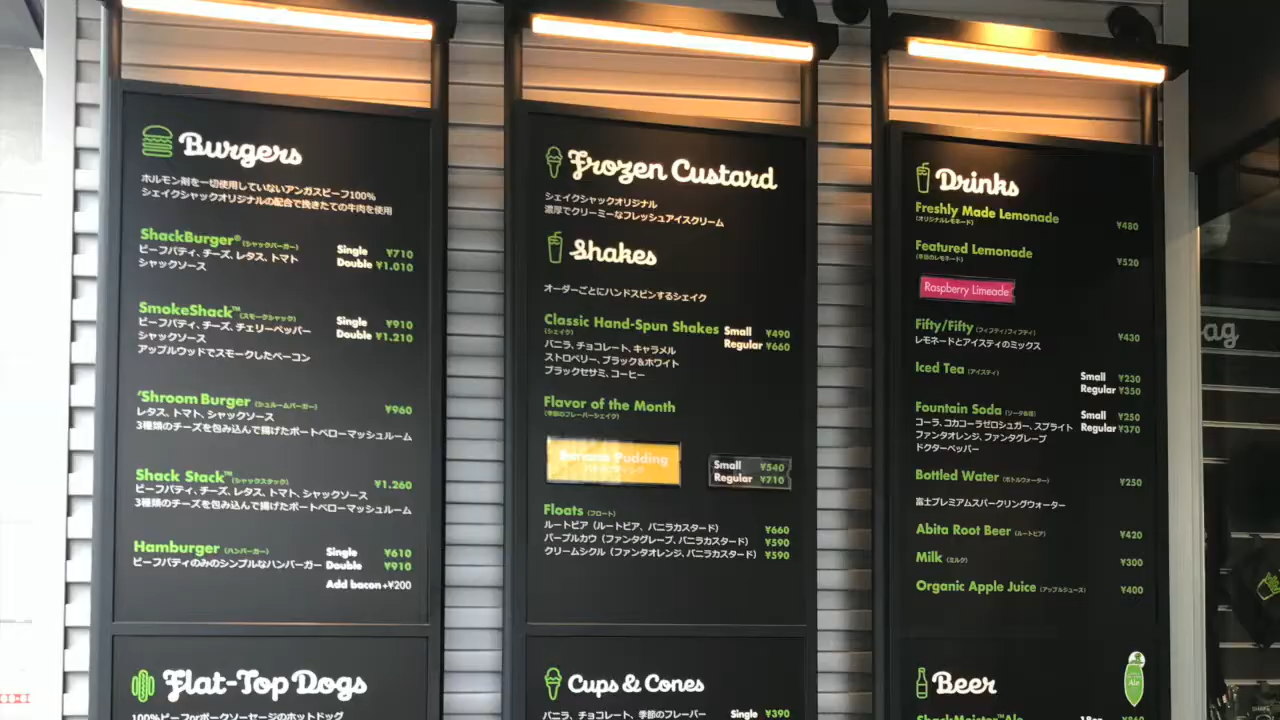 Burgers
ホルモン剤を一切使用していないアンガスビーフ100%
シェイクシャックオリジナルの配合で挽きたての牛肉を使用
ShackBurger® (シャックバーガー)
ビーフパティ、チーズ、レタス、トマト
シャックソース
Single ¥710
Double ¥1.010
SmokeShack™ (スモークシャック)
ビーフパティ、チーズ、チェリーペッパー
シャックソース
アップルウッドでスモークしたベーコン
Single ¥910
Double ¥1.210
'Shroom Burger (シュルームバーガー) ¥960
レタス、トマト、シャックソース
3種類のチーズを包み込んで揚げたポートベローマッシュルーム
Shack Stack™ (シャックスタック) ¥1.260
ビーフパティ、チーズ、レタス、トマト、シャックソース
3種類のチーズを包み込んで揚げたポートベローマッシュルーム
Hamburger (ハンバーガー)
ビーフパティのみのシンプルなハンバーガー
Single ¥610
Double ¥910
Add bacon+¥200
Flat-Top Dogs
100%ビーフorポークソーセージのホットドッグ
Frozen Custard
シェイクシャックオリジナル
濃厚でクリーミーなフレッシュアイスクリーム
Shakes
オーダーごとにハンドスピンするシェイク
Classic Hand-Spun Shakes
(シェイク)
バニラ、チョコレート、キャラメル
ストロベリー、ブラック&ホワイト
ブラックセサミ、コーヒー
Small ¥490
Regular ¥660
Flavor of the Month
(季節のフレーバーシェイク)
Banana Pudding
Small ¥540
Regular ¥710
Floats (フロート)
ルートビア (ルートビア、バニラカスタード) ¥660
パープルカウ (ファンタグレープ、バニラカスタード) ¥590
クリームシクル (ファンタオレンジ、バニラカスタード) ¥590
Cups & Cones
バニラ、チョコレート、季節のフレーバー
Single ¥390
Drinks
Freshly Made Lemonade ¥480
(オリジナルレモネード)
Featured Lemonade ¥520
(季節のレモネード)
Raspberry Limeade
Fifty/Fifty (フィフティ/フィフティ) ¥430
レモネードとアイスティのミックス
Iced Tea (アイスティ)
Small ¥230
Regular ¥350
Fountain Soda (ソーダ各種)
コーラ、コカコーラゼロシュガー、スプライト
ファンタオレンジ、ファンタグレープ
ドクターペッパー
Small ¥250
Regular ¥370
Bottled Water (ボトルウォーター) ¥250
富士プレミアムスパークリングウォーター
Abita Root Beer (ルートビア) ¥420
Milk (ミルク) ¥300
Organic Apple Juice (アップルジュース) ¥400
Beer
Ale
ShackMeister™Ale